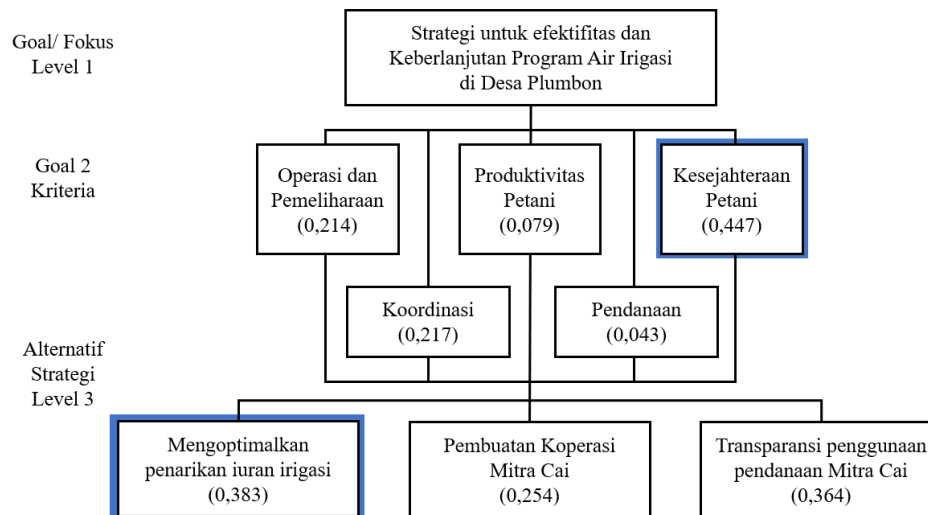 Goal/ Fokus
Level 1
Strategi untuk efektifitas dan
Keberlanjutan Program Air Irigasi
di Desa Plumbon
Goal 2
Kriteria
Operasi dan
Pemeliharaan
(0,214)
Produktivitas
Petani
(0,079)
Kesejahteraan
Petani
(0,447)
Koordinasi
(0,217)
Pendanaan
(0,043)
Alternatif
Strategi
Level 3
Mengoptimalkan
penarikan iuran irigasi
(0,383)
Pembuatan Koperasi
Mitra Cai
(0,254)
Transparansi penggunaan
pendanaan Mitra Cai
(0,364)